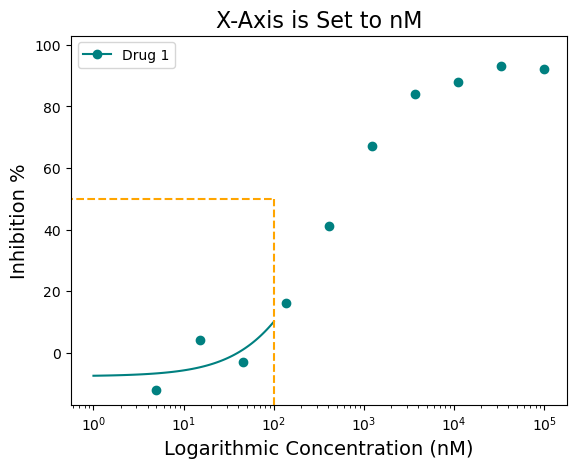 X-Axis is Set to nM
Drug 1
Inhibition %
100
80
60
40
20
0
10⁰ 10¹ 10² 10³ 10⁴ 10⁵
Logarithmic Concentration (nM)